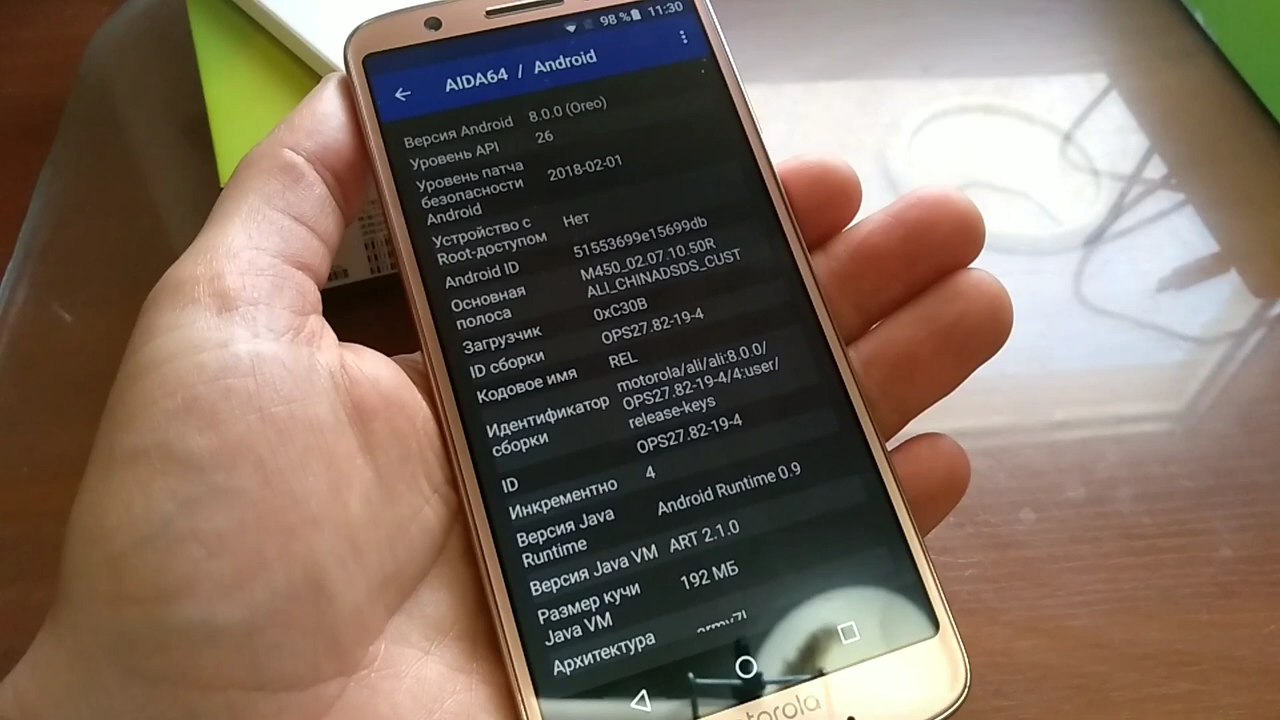 98 % 11:30
AIDA64 / Android
Версия Android 8.0.0 (Oreo)
Уровень API 26
Уровень патча
безопасности
Android
2018-02-01
Устройство с
Root-доступом
Нет
Android ID 51553699e15699db
Основная
полоса
M450_02.07.10.50R
ALI_CHINADSDS_CUST
Загрузчик 0xC30B
ID сборки OPS27.82-19-4
Кодовое имя REL
Идентификатор
сборки
motorola/ali/ali:8.0.0/
OPS27.82-19-4/4:user/
release-keys
ID OPS27.82-19-4
Инкрементно 4
Версия Java
Runtime
Android Runtime 0.9
Версия Java VM ART 2.1.0
Размер кучи
Java VM
192 МБ
Архитектура armv7l
motorola